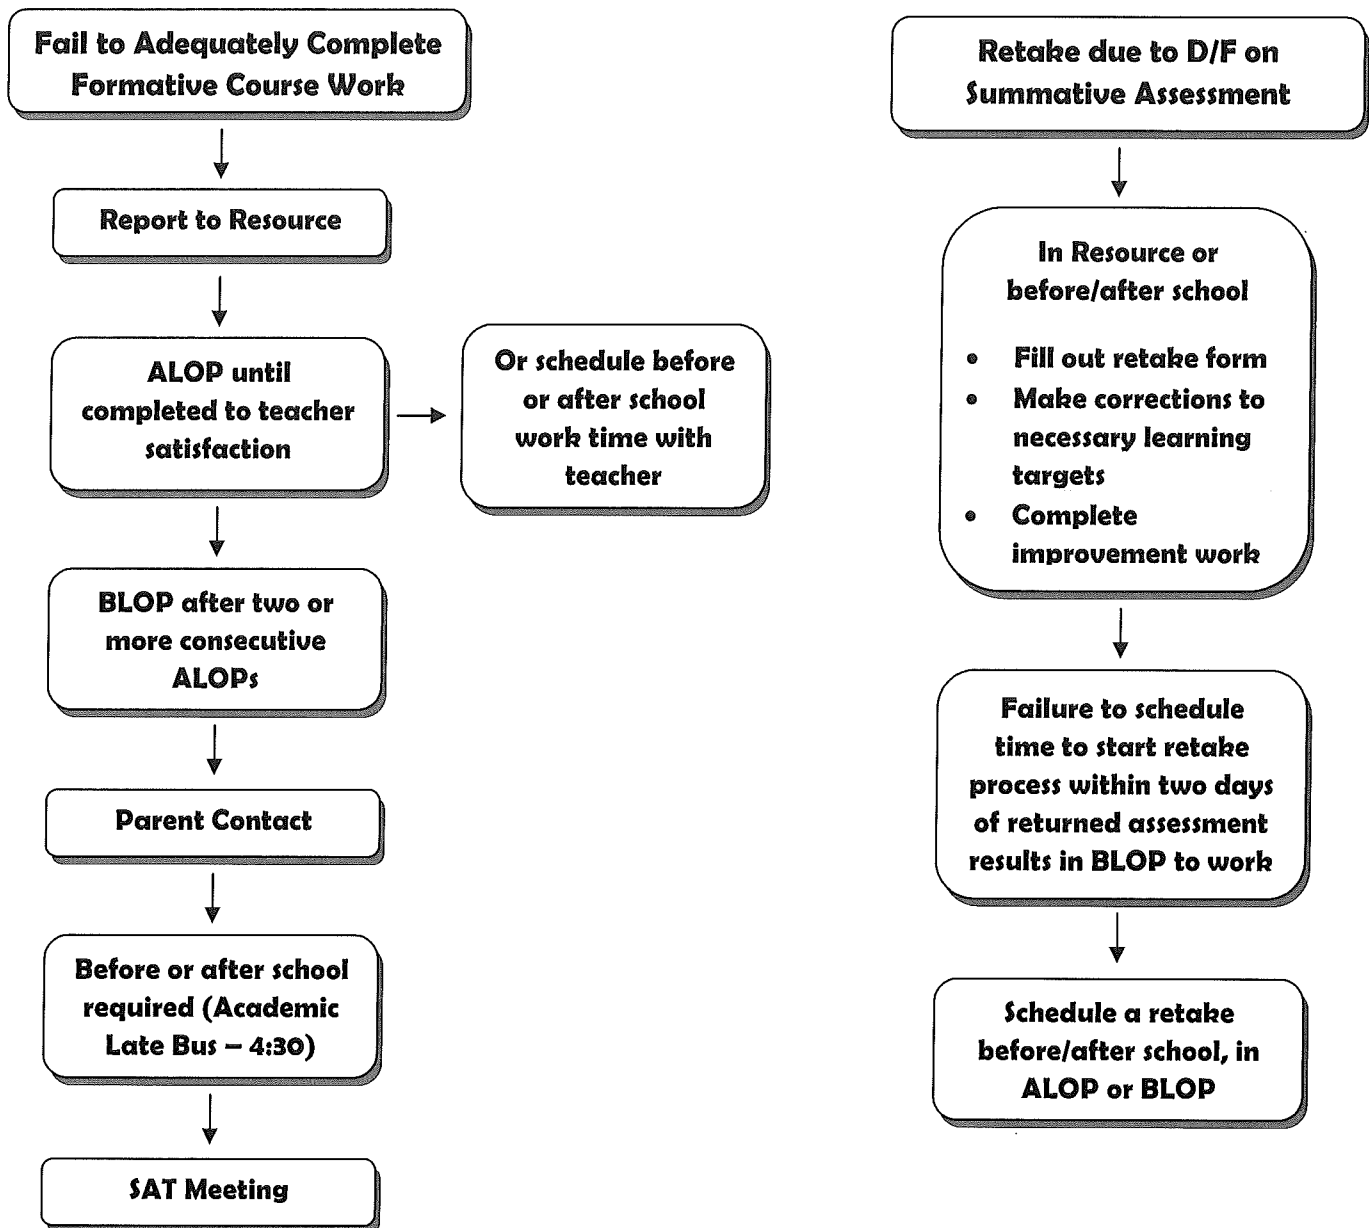 Fail to Adequately Complete
Formative Course Work
Report to Resource
ALOP until
completed to teacher
satisfaction
Or schedule before
or after school
work time with
teacher
BLOP after two or
more consecutive
ALOPs
Parent Contact
Before or after school
required (Academic
Late Bus – 4:30)
SAT Meeting
Retake due to D/F on
Summative Assessment
In Resource or
before/after school
• Fill out retake form
• Make corrections to
necessary learning
targets
• Complete
improvement work
Failure to schedule
time to start retake
process within two days
of returned assessment
results in BLOP to work
Schedule a retake
before/after school, in
ALOP or BLOP